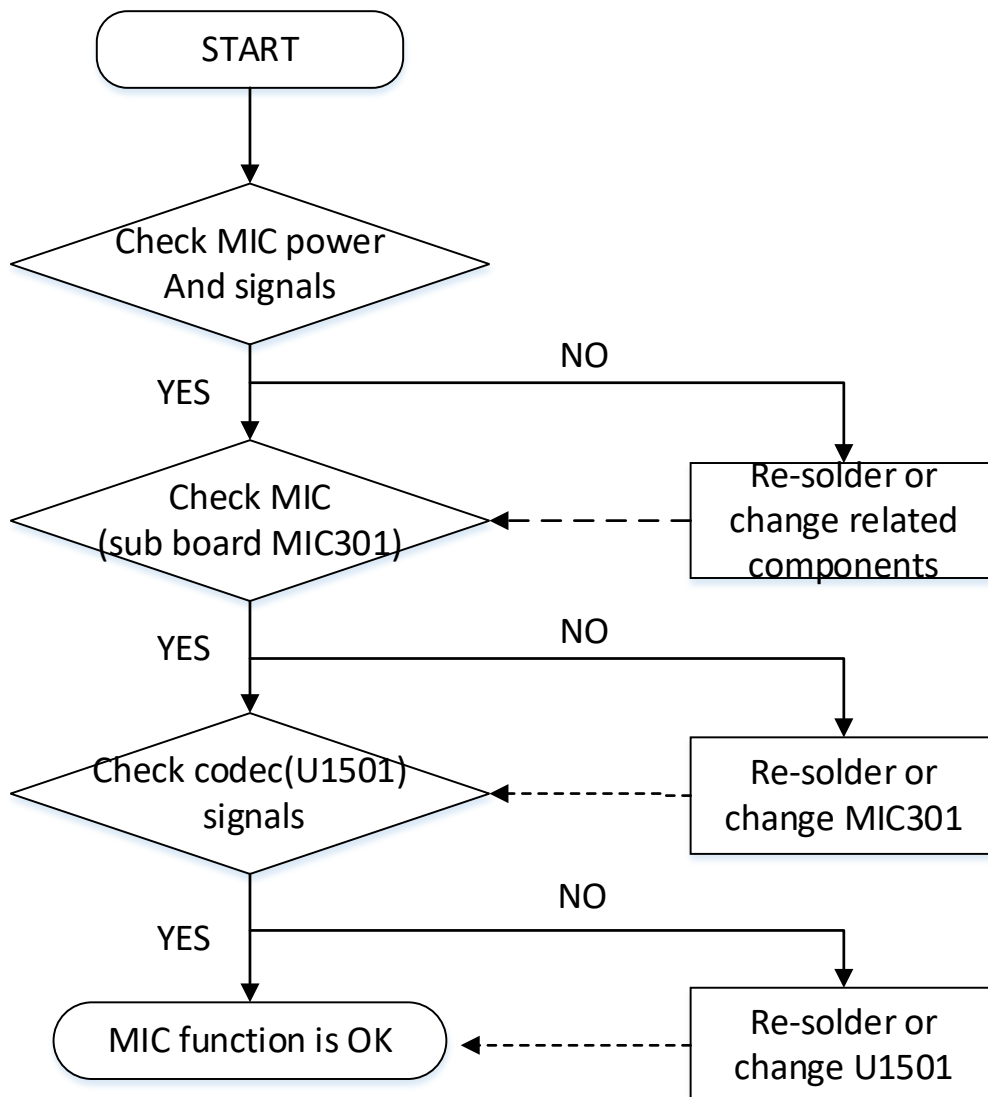 START
Check MIC power
And signals
NO
YES
Check MIC
(sub board MIC301)
Re-solder or
change related
components
NO
YES
Check codec(U1501)
signals
Re-solder or
change MIC301
NO
YES
MIC function is OK
Re-solder or
change U1501